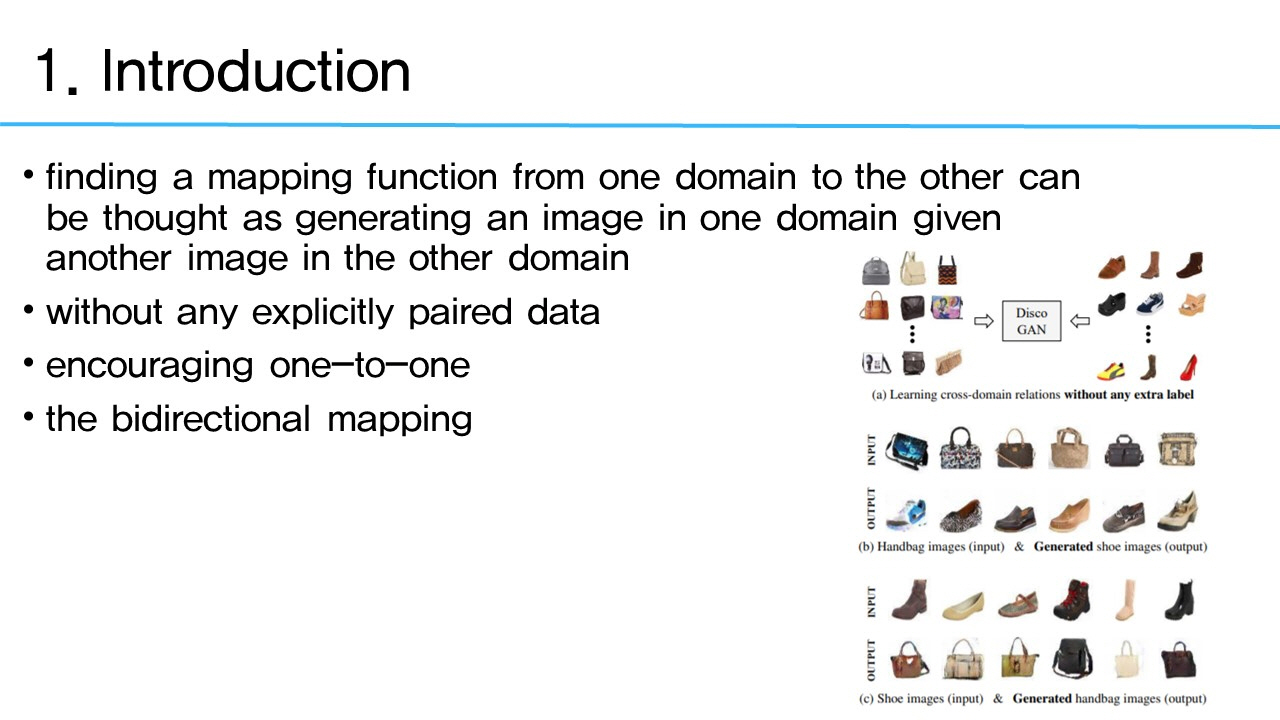 1. Introduction
• finding a mapping function from one domain to the other can
be thought as generating an image in one domain given
another image in the other domain
• without any explicitly paired data
• encouraging one-to-one
• the bidirectional mapping
Disco
GAN
(a) Learning cross-domain relations without any extra label
INPUT
OUTPUT
(b) Handbag images (input) & Generated shoe images (output)
INPUT
OUTPUT
(c) Shoe images (input) & Generated handbag images (output)